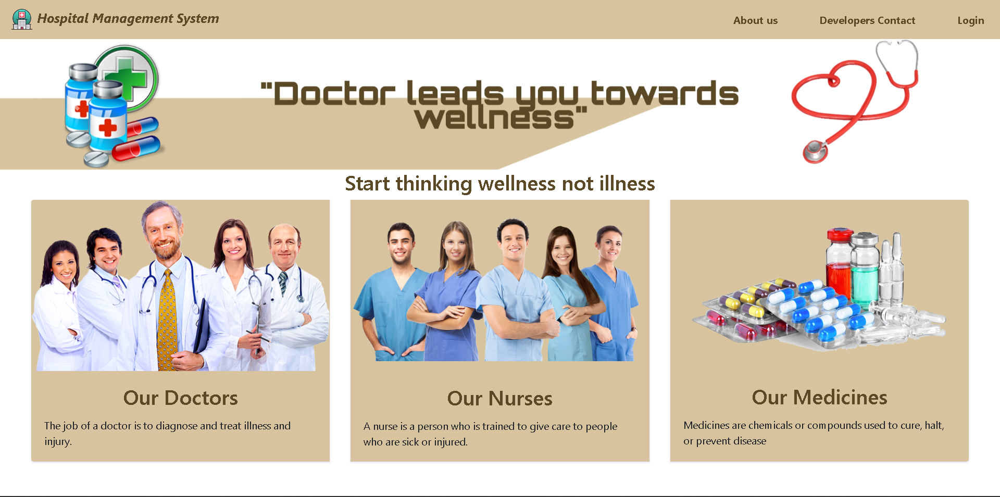 Hospital Management System
About us
Developers Contact
Login
"Doctor leads you towards
wellness"
Start thinking wellness not illness
Our Doctors
The job of a doctor is to diagnose and treat illness and
injury.
Our Nurses
A nurse is a person who is trained to give care to people
who are sick or injured.
Our Medicines
Medicines are chemicals or compounds used to cure, halt,
or prevent disease